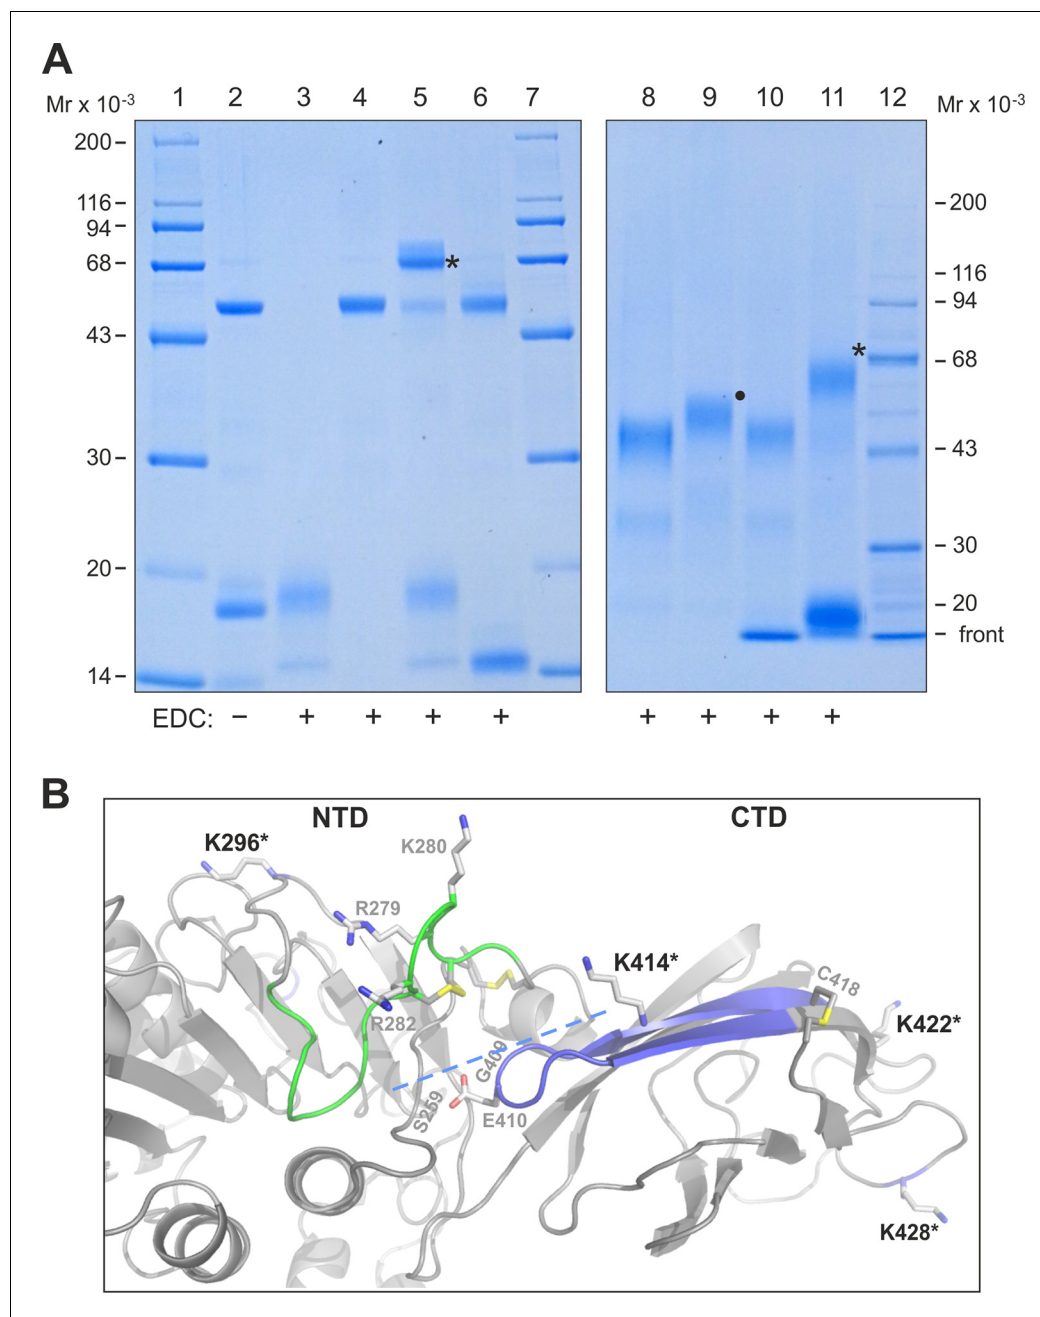 A
Mr x 10-3 1 2 3 4 5 6 7 8 9 10 11 12 Mr x 10-3
200
116
94
68
*
43
30
20
14
200
116
94
*
68
•
43
30
20
front
EDC: – + + + + + + + +
B
NTD CTD
K296*
K280
R279
K414*
C418
R282
K422*
G409
S259
E410
K428*